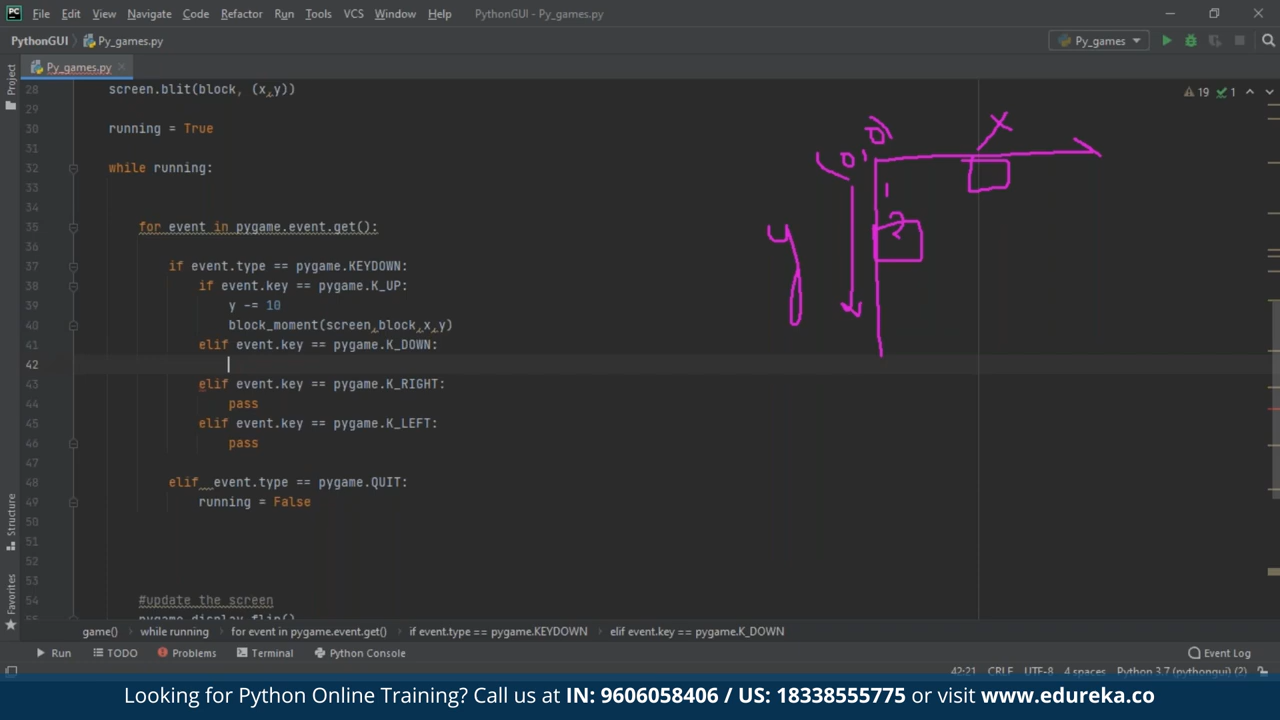 PC File Edit View Navigate Code Refactor Run Tools VCS Window Help PythonGUI - Py_games.py
PythonGUI Py_games.py Py_games
Project
Py_games.py
28 screen.blit(block, (x,y)) 19 1
29
30 running = True
31
32 while running:
33
34
35 for event in pygame.event.get():
36
37 if event.type == pygame.KEYDOWN:
38 if event.key == pygame.K_UP:
39 y -= 10
40 block_moment(screen,block,x,y)
41 elif event.key == pygame.K_DOWN:
42
43 elif event.key == pygame.K_RIGHT:
44 pass
45 elif event.key == pygame.K_LEFT:
46 pass
47
48 elif event.type == pygame.QUIT:
49 running = False
50
51
52
53
54 #update the screen
55 pygame.display.flip()
X
(0,
0)
1
2
y
Structure
Favorites
game() while running for event in pygame.event.get() if event.type == pygame.KEYDOWN elif event.key == pygame.K_DOWN
Run TODO Problems Terminal Python Console Event Log
42:21 CRLF UTF-8 4 spaces Python 3.7 (pythongui) (2)
Looking for Python Online Training? Call us at IN: 9606058406 / US: 18338555775 or visit www.edureka.co